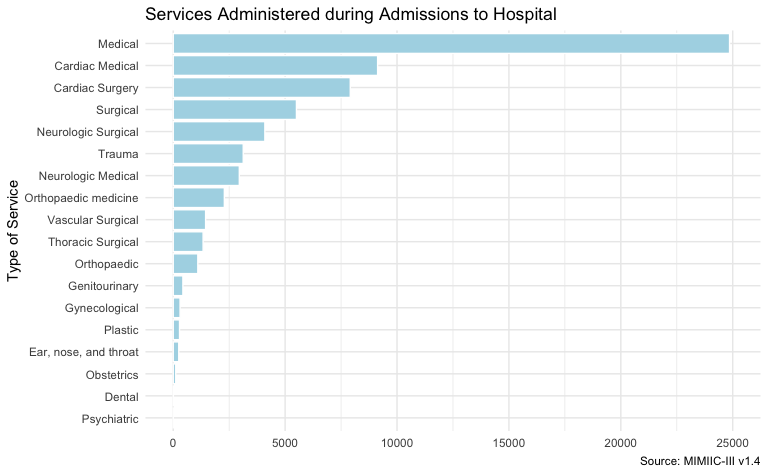 Services Administered during Admissions to Hospital
Type of Service
Medical
Cardiac Medical
Cardiac Surgery
Surgical
Neurologic Surgical
Trauma
Neurologic Medical
Orthopaedic medicine
Vascular Surgical
Thoracic Surgical
Orthopaedic
Genitourinary
Gynecological
Plastic
Ear, nose, and throat
Obstetrics
Dental
Psychiatric
0 5000 10000 15000 20000 25000
Source: MIMIIC-III v1.4